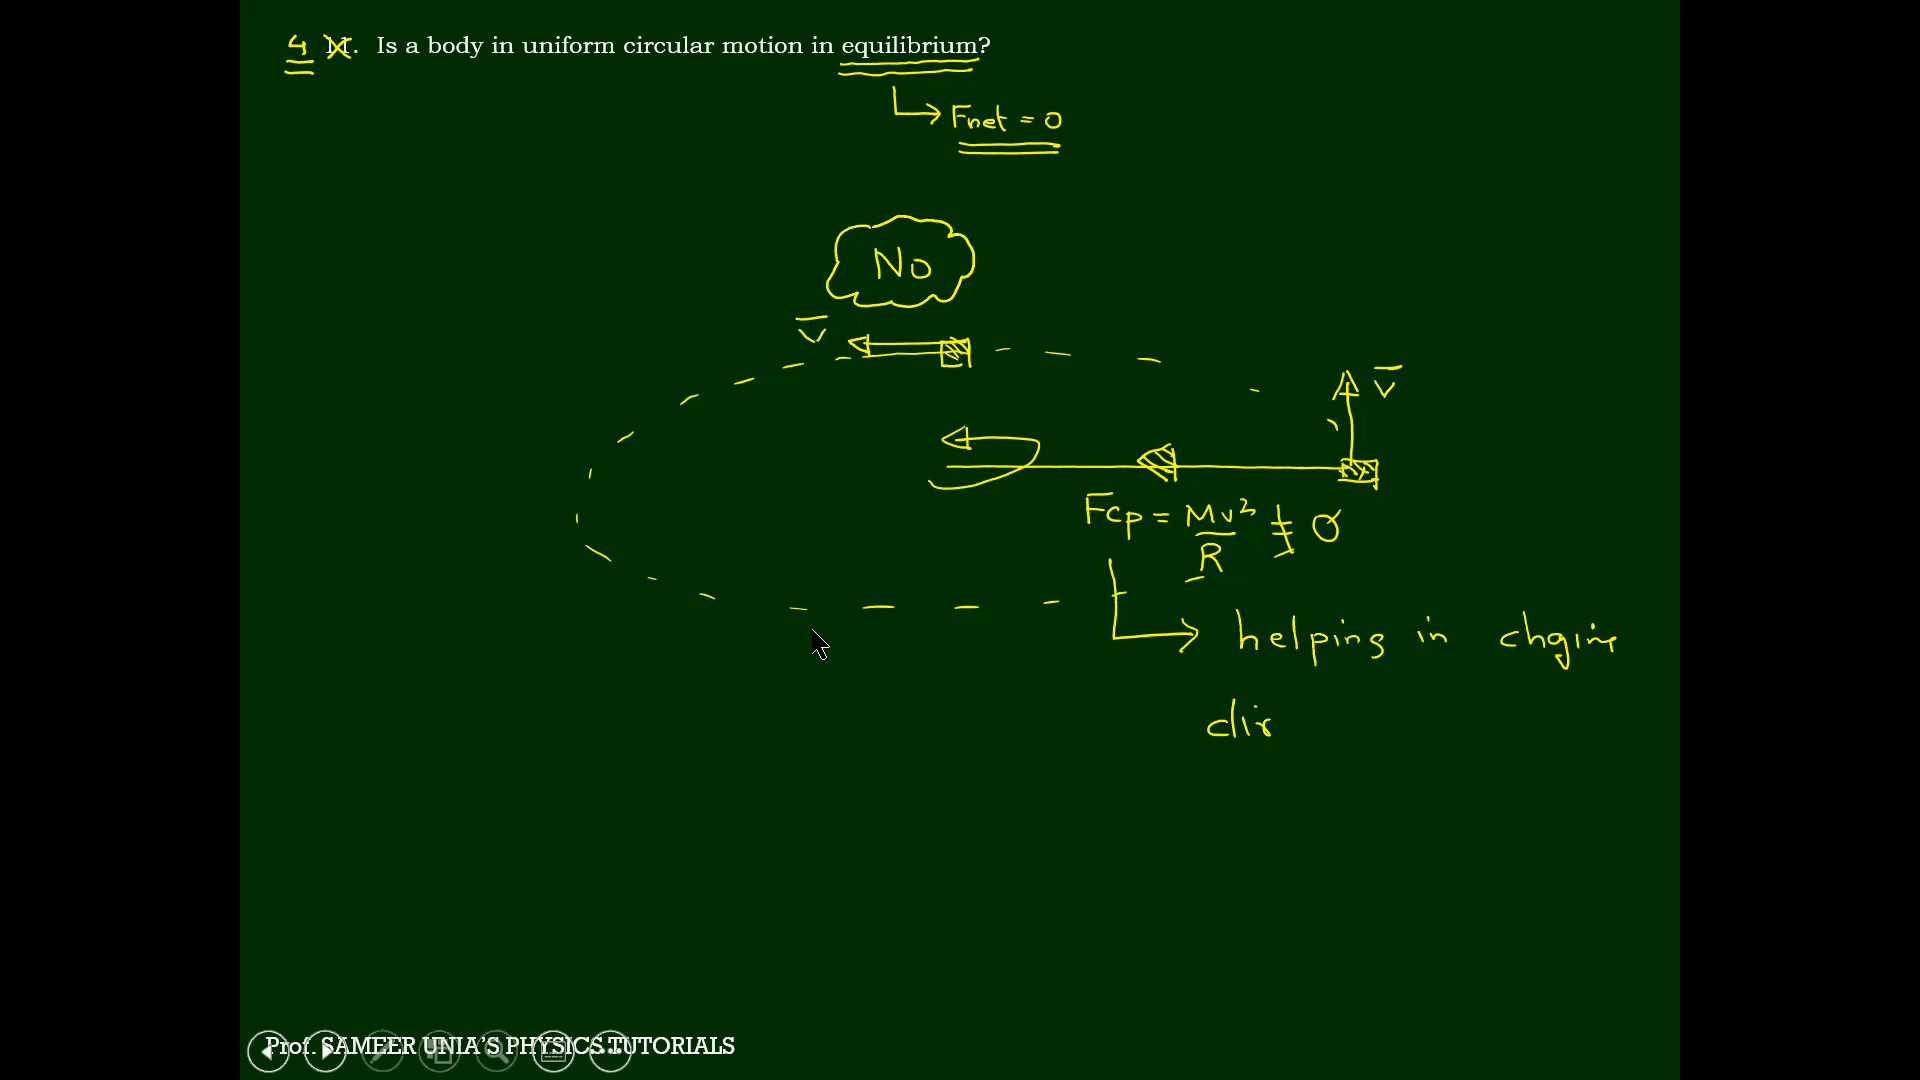 4 11. Is a body in uniform circular motion in equilibrium?
Fnet = 0
No
v
v
Fcp = Mv² ≠ 0
R
helping in chging
dir
Prof. SAMEER UNIA'S PHYSICS TUTORIALS